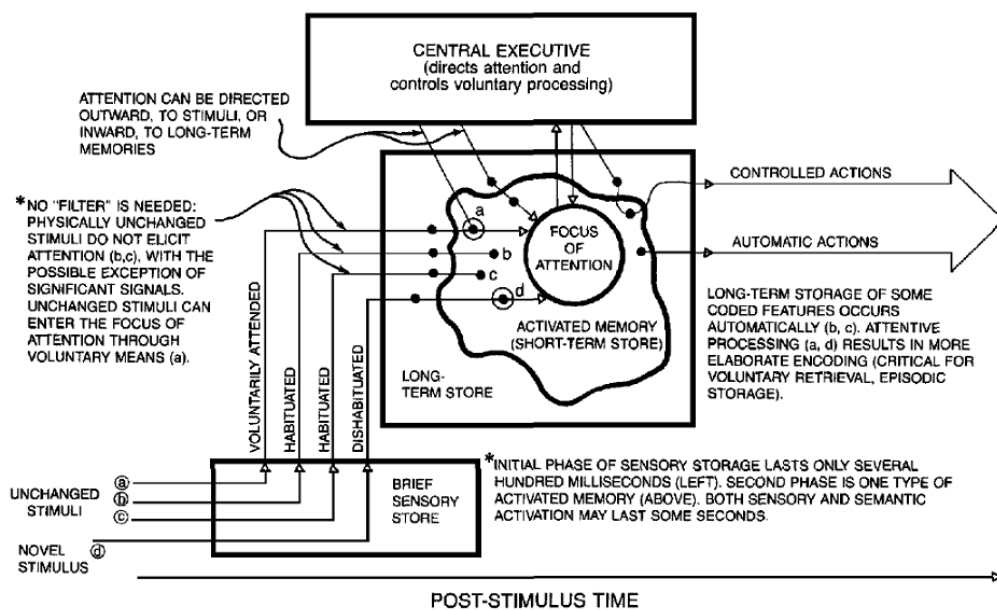 CENTRAL EXECUTIVE
(directs attention and
controls voluntary processing)
ATTENTION CAN BE DIRECTED
OUTWARD, TO STIMULI, OR
INWARD, TO LONG-TERM
MEMORIES
*NO "FILTER" IS NEEDED:
PHYSICALLY UNCHANGED
STIMULI DO NOT ELICIT
ATTENTION (b,c), WITH THE
POSSIBLE EXCEPTION OF
SIGNIFICANT SIGNALS.
UNCHANGED STIMULI CAN
ENTER THE FOCUS OF
ATTENTION THROUGH
VOLUNTARY MEANS (a).
a
b
c
d
FOCUS
OF
ATTENTION
ACTIVATED MEMORY
(SHORT-TERM STORE)
LONG-
TERM STORE
CONTROLLED ACTIONS
AUTOMATIC ACTIONS
LONG-TERM STORAGE OF SOME
CODED FEATURES OCCURS
AUTOMATICALLY (b, c). ATTENTIVE
PROCESSING (a, d) RESULTS IN MORE
ELABORATE ENCODING (CRITICAL FOR
VOLUNTARY RETRIEVAL, EPISODIC
STORAGE).
VOLUNTARILY ATTENDED
HABITUATED
HABITUATED
DISHABITUATED
UNCHANGED
STIMULI
a
b
c
NOVEL
STIMULUS
d
BRIEF
SENSORY
STORE
*INITIAL PHASE OF SENSORY STORAGE LASTS ONLY SEVERAL
HUNDRED MILLISECONDS (LEFT). SECOND PHASE IS ONE TYPE OF
ACTIVATED MEMORY (ABOVE). BOTH SENSORY AND SEMANTIC
ACTIVATION MAY LAST SOME SECONDS.
POST-STIMULUS TIME